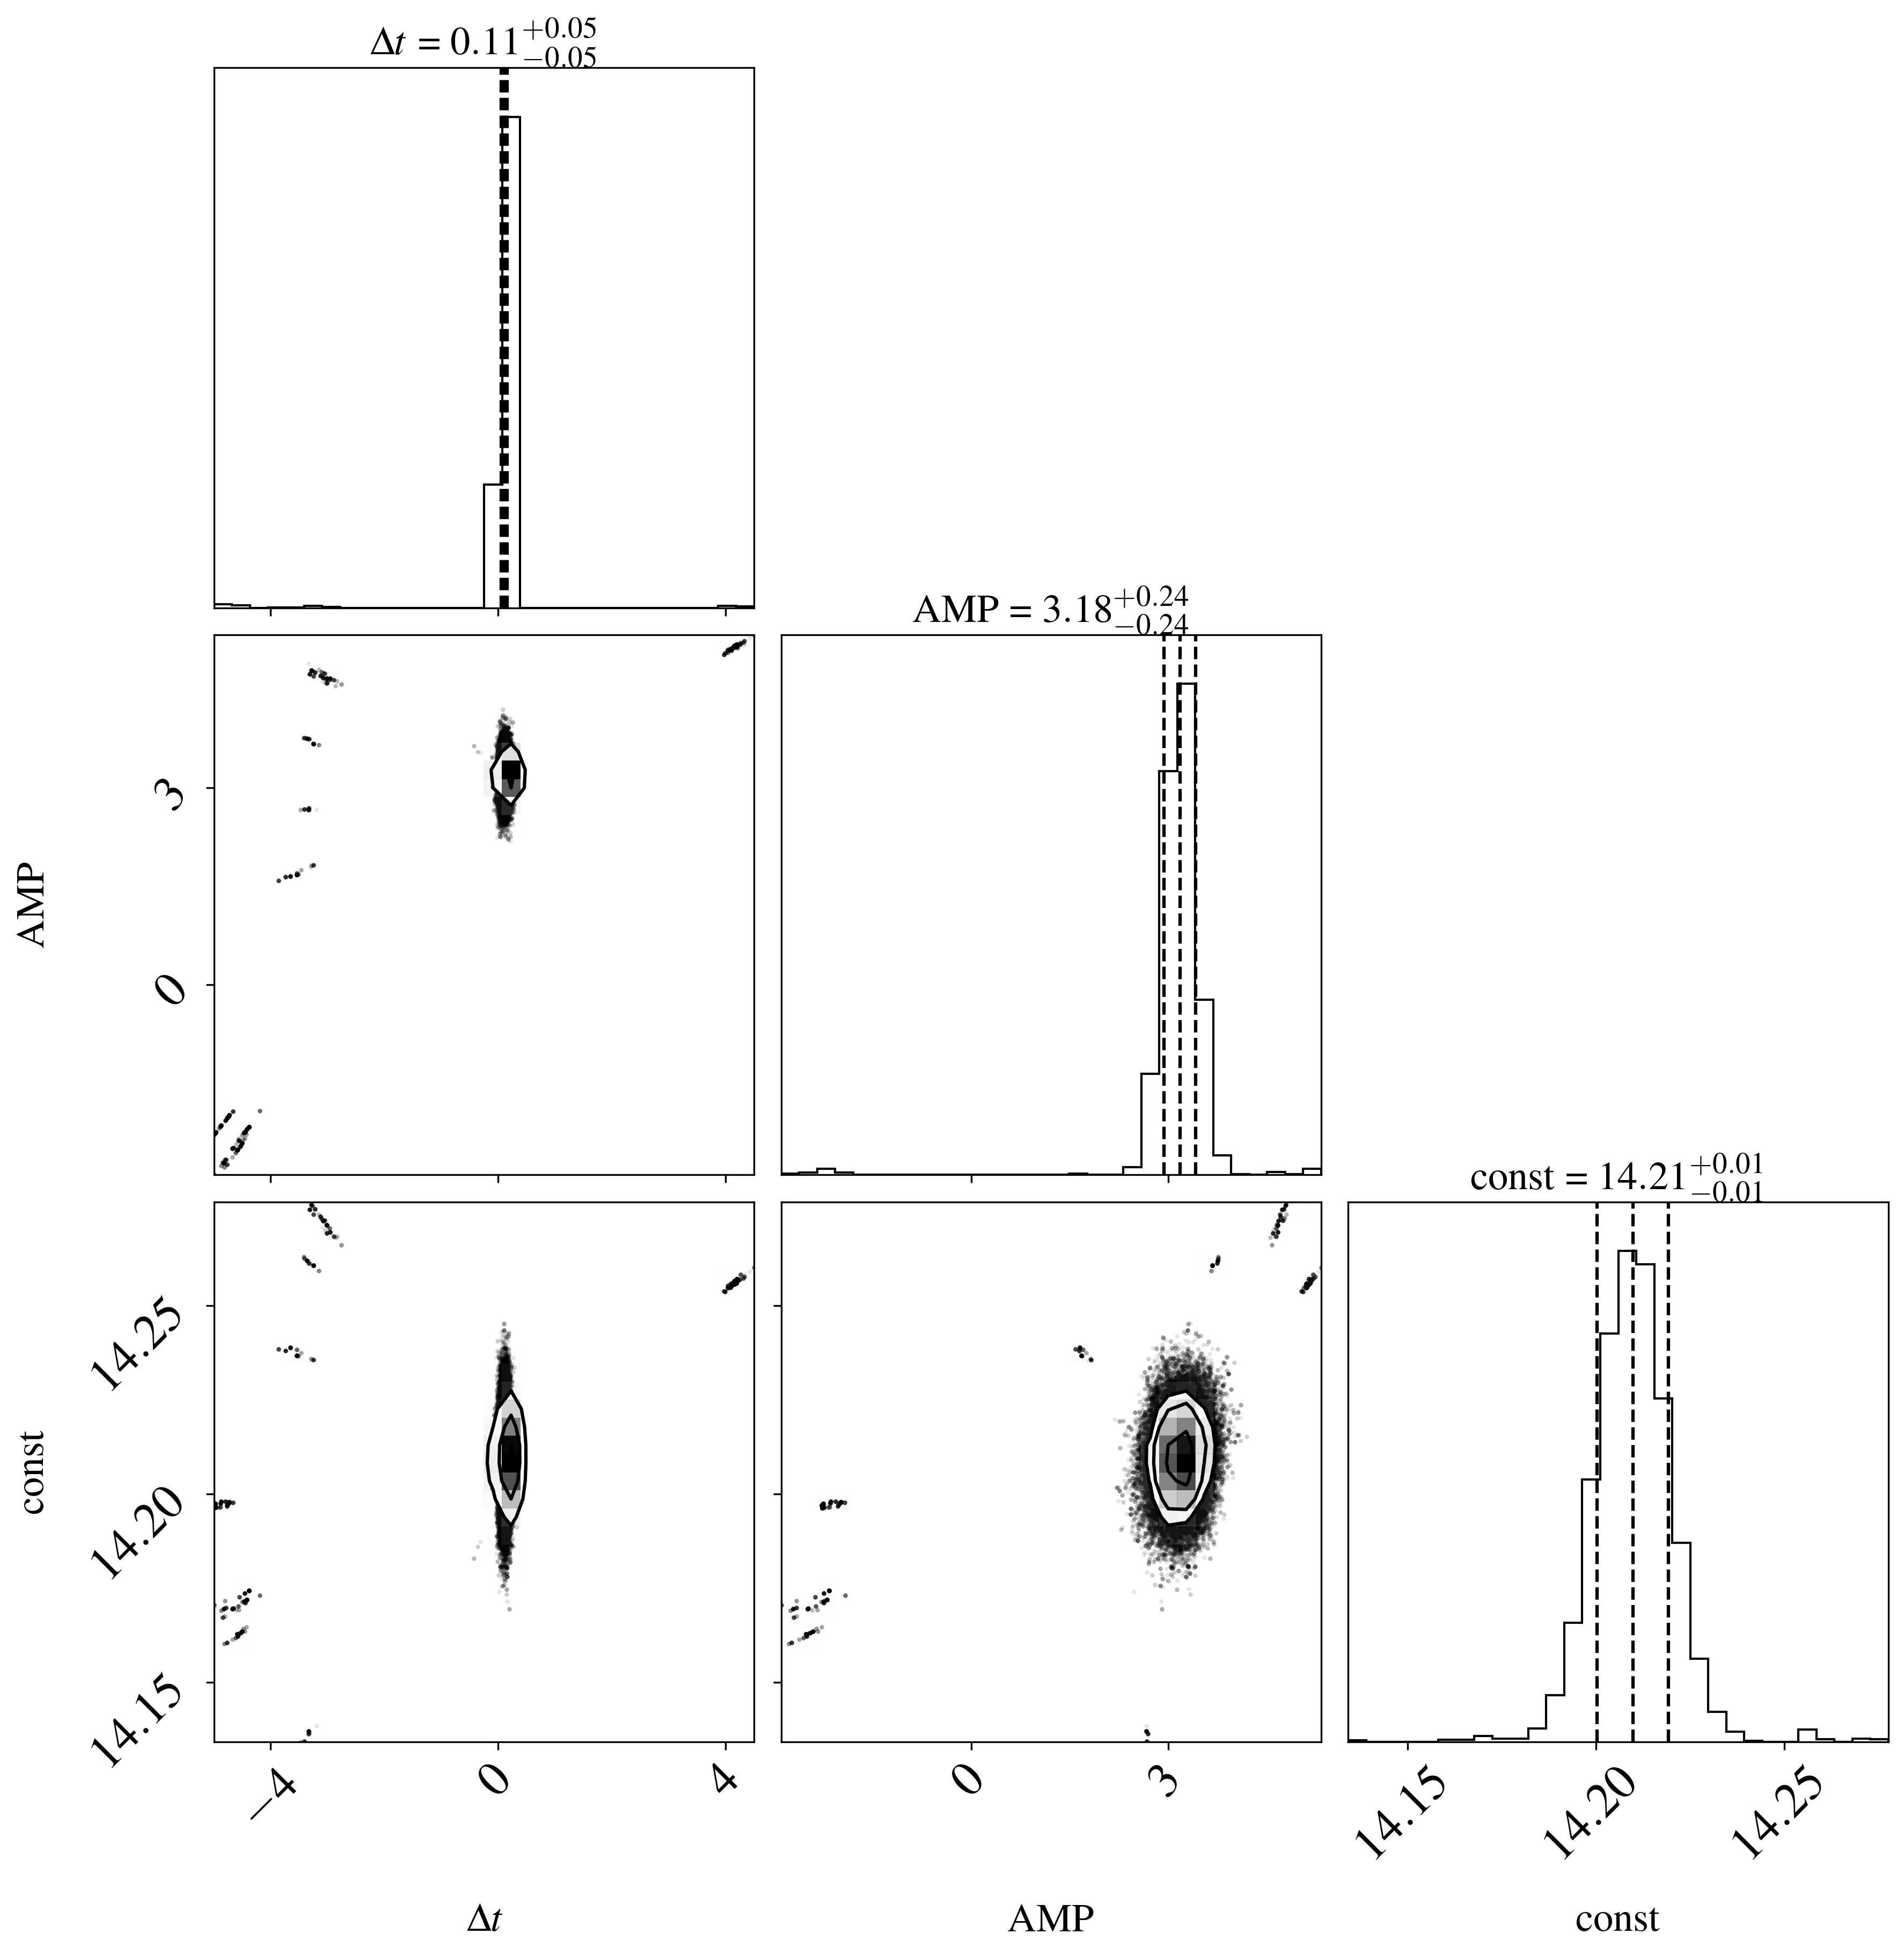 Δt = 0.11 +0.05 −0.05
AMP = 3.18 +0.24 −0.24
AMP
3
0
const = 14.21 +0.01 −0.01
const
14.25
14.20
14.15
−4
0
4
0
3
14.15
14.20
14.25
Δt
AMP
const